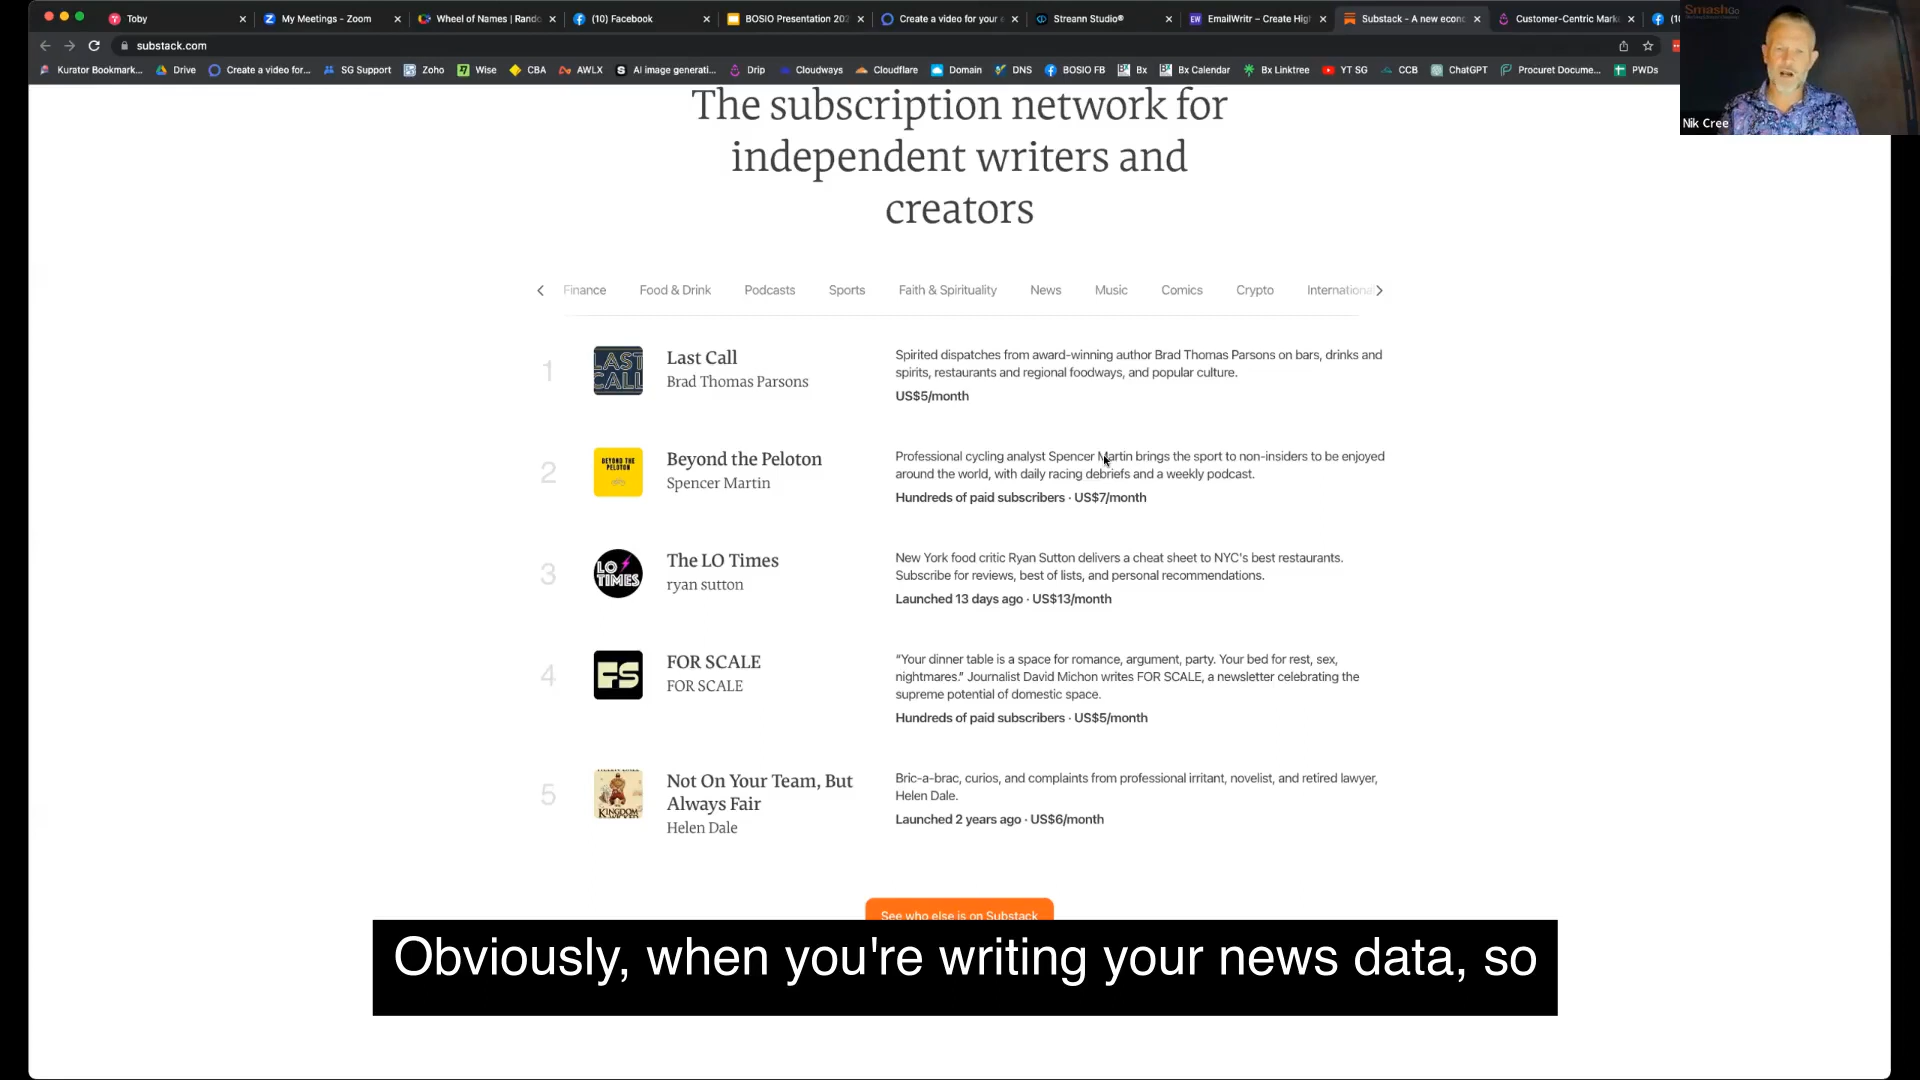 Toby
My Meetings - Zoom
Wheel of Names | Rando
(10) Facebook
BOSIO Presentation 202
Create a video for your
Streann Studio®
EW EmailWritr – Create Hig
Substack - A new econ
Customer-Centric Mark
substack.com
Kurator Bookmark...
Drive
Create a video for...
SG Support
Zoho
Wise
CBA
AWLX
AI image generati...
Drip
Cloudways
Cloudflare
Domain
DNS
BOSIO FB
Bx
Bx Calendar
Bx Linktree
YT SG
CCB
ChatGPT
Procuret Docume...
PWDs
SmashGo
Nik Cree
The subscription network for
independent writers and
creators
Finance Food & Drink Podcasts Sports Faith & Spirituality News Music Comics Crypto International
1
LAST
CALL
Last Call
Brad Thomas Parsons
Spirited dispatches from award-winning author Brad Thomas Parsons on bars, drinks and
spirits, restaurants and regional foodways, and popular culture.
US$5/month
2
BEYOND THE
PELOTON
Beyond the Peloton
Spencer Martin
Professional cycling analyst Spencer Martin brings the sport to non-insiders to be enjoyed
around the world, with daily racing debriefs and a weekly podcast.
Hundreds of paid subscribers · US$7/month
3
LO
TIMES
The LO Times
ryan sutton
New York food critic Ryan Sutton delivers a cheat sheet to NYC's best restaurants.
Subscribe for reviews, best of lists, and personal recommendations.
Launched 13 days ago · US$13/month
4
FS
FOR SCALE
FOR SCALE
“Your dinner table is a space for romance, argument, party. Your bed for rest, sex,
nightmares.” Journalist David Michon writes FOR SCALE, a newsletter celebrating the
supreme potential of domestic space.
Hundreds of paid subscribers · US$5/month
5
KINGDOM
Not On Your Team, But
Always Fair
Helen Dale
Bric-a-brac, curios, and complaints from professional irritant, novelist, and retired lawyer,
Helen Dale.
Launched 2 years ago · US$6/month
See who else is on Substack
Obviously, when you're writing your news data, so